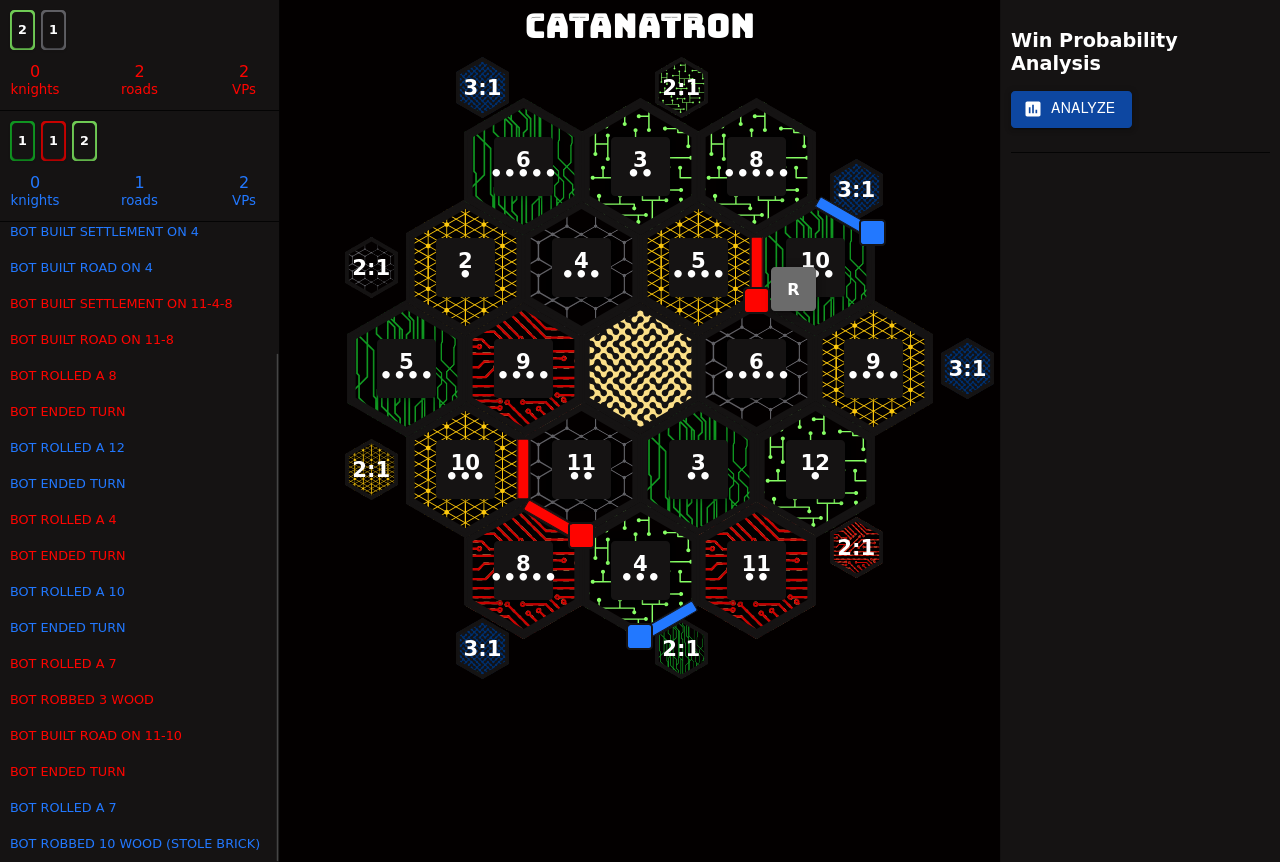 CATANATRON
2 1
0 2 2
knights roads VPs
1 1 2
0 1 2
knights roads VPs
BOT BUILT SETTLEMENT ON 4
BOT BUILT ROAD ON 4
BOT BUILT SETTLEMENT ON 11-4-8
BOT BUILT ROAD ON 11-8
BOT ROLLED A 8
BOT ENDED TURN
BOT ROLLED A 12
BOT ENDED TURN
BOT ROLLED A 4
BOT ENDED TURN
BOT ROLLED A 10
BOT ENDED TURN
BOT ROLLED A 7
BOT ROBBED 3 WOOD
BOT BUILT ROAD ON 11-10
BOT ENDED TURN
BOT ROLLED A 7
BOT ROBBED 10 WOOD (STOLE BRICK)
3:1 2:1
6 3 8
3:1
2:1 2 4 5 10
R
5 9 6 9 3:1
2:1 10 11 3 12
8 4 11 2:1
3:1 2:1
Win Probability
Analysis
ANALYZE